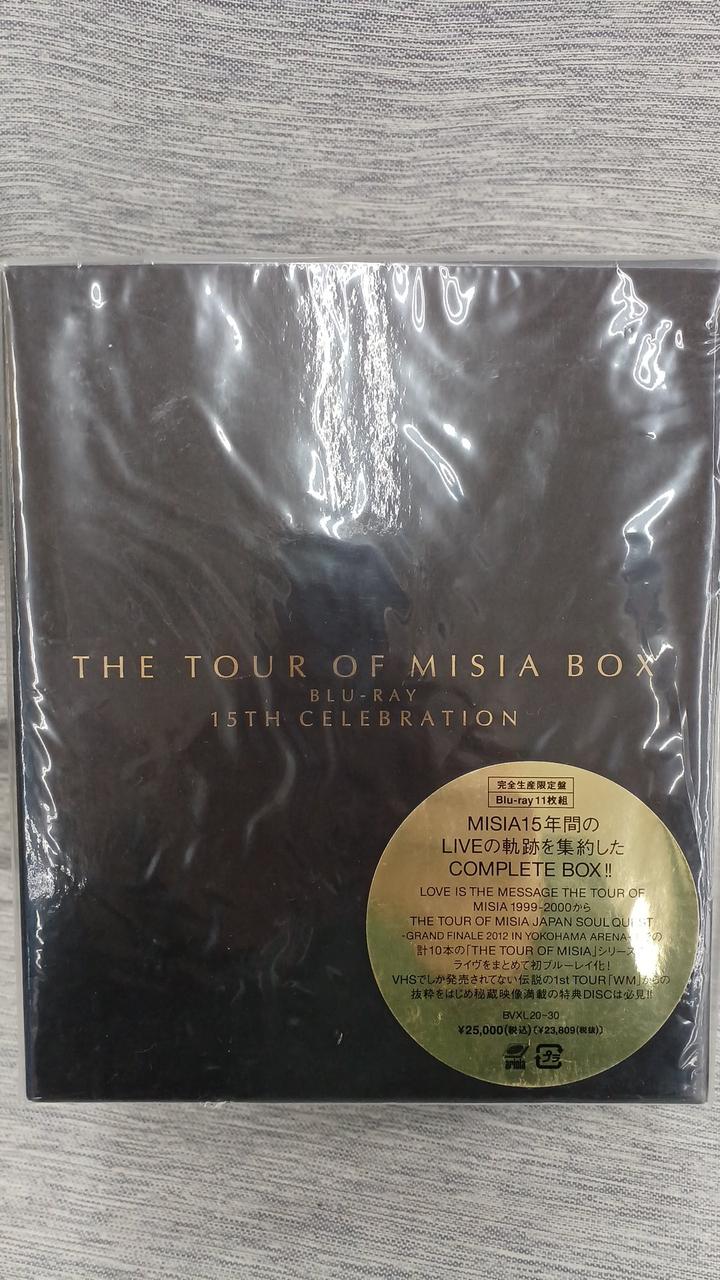 THE TOUR OF MISIA BOX
BLU-RAY
15TH CELEBRATION
完全生産限定盤
Blu-ray11枚組
MISIA15年間の
LIVEの軌跡を集約した
COMPLETE BOX!!
LOVE IS THE MESSAGE THE TOUR OF
MISIA 1999-2000から
THE TOUR OF MISIA JAPAN SOUL QUEST
-GRAND FINALE 2012 IN YOKOHAMA ARENA-の
計10本の「THE TOUR OF MISIA」シリーズ
ライヴをまとめて初ブルーレイ化!
VHSでしか発売されてない伝説の1st TOUR「WM」からの
抜粋をはじめ秘蔵映像満載の特典DISCは必見!!
BVXL20-30
¥25,000(税込)〔¥23,809(税抜)〕
ariola
プラ